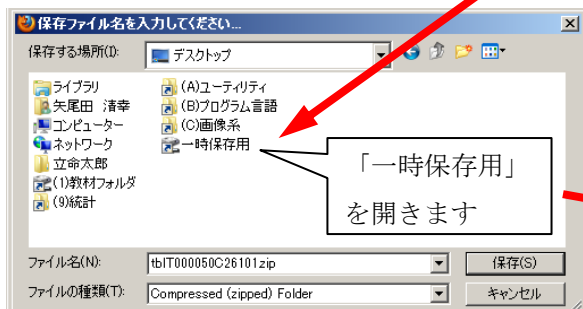 保存ファイル名を入力してください...
保存する場所(I):
デスクトップ
ライブラリ
矢尾田 清幸
コンピューター
ネットワーク
立命太郎
(1)教材フォルダ
(9)統計
(A)ユーティリティ
(B)プログラム言語
(C)画像系
一時保存用
「一時保存用」
を開きます
ファイル名(N):
tbIT000050C26101.zip
保存(S)
ファイルの種類(T):
Compressed (zipped) Folder
キャンセル